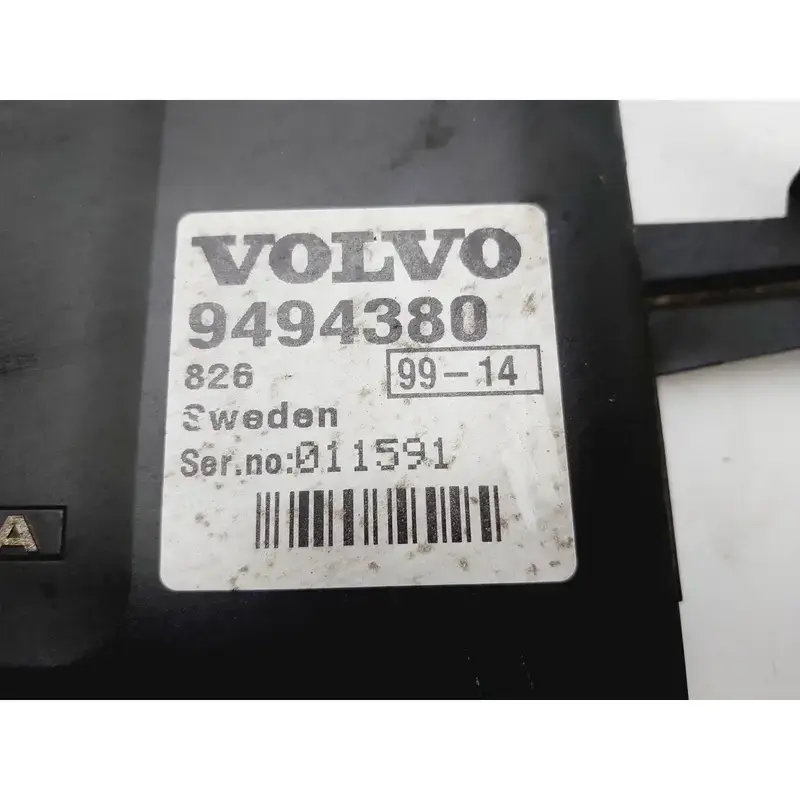 VOLVO
9494380
826 99-14
Sweden
Ser.no:011591
A